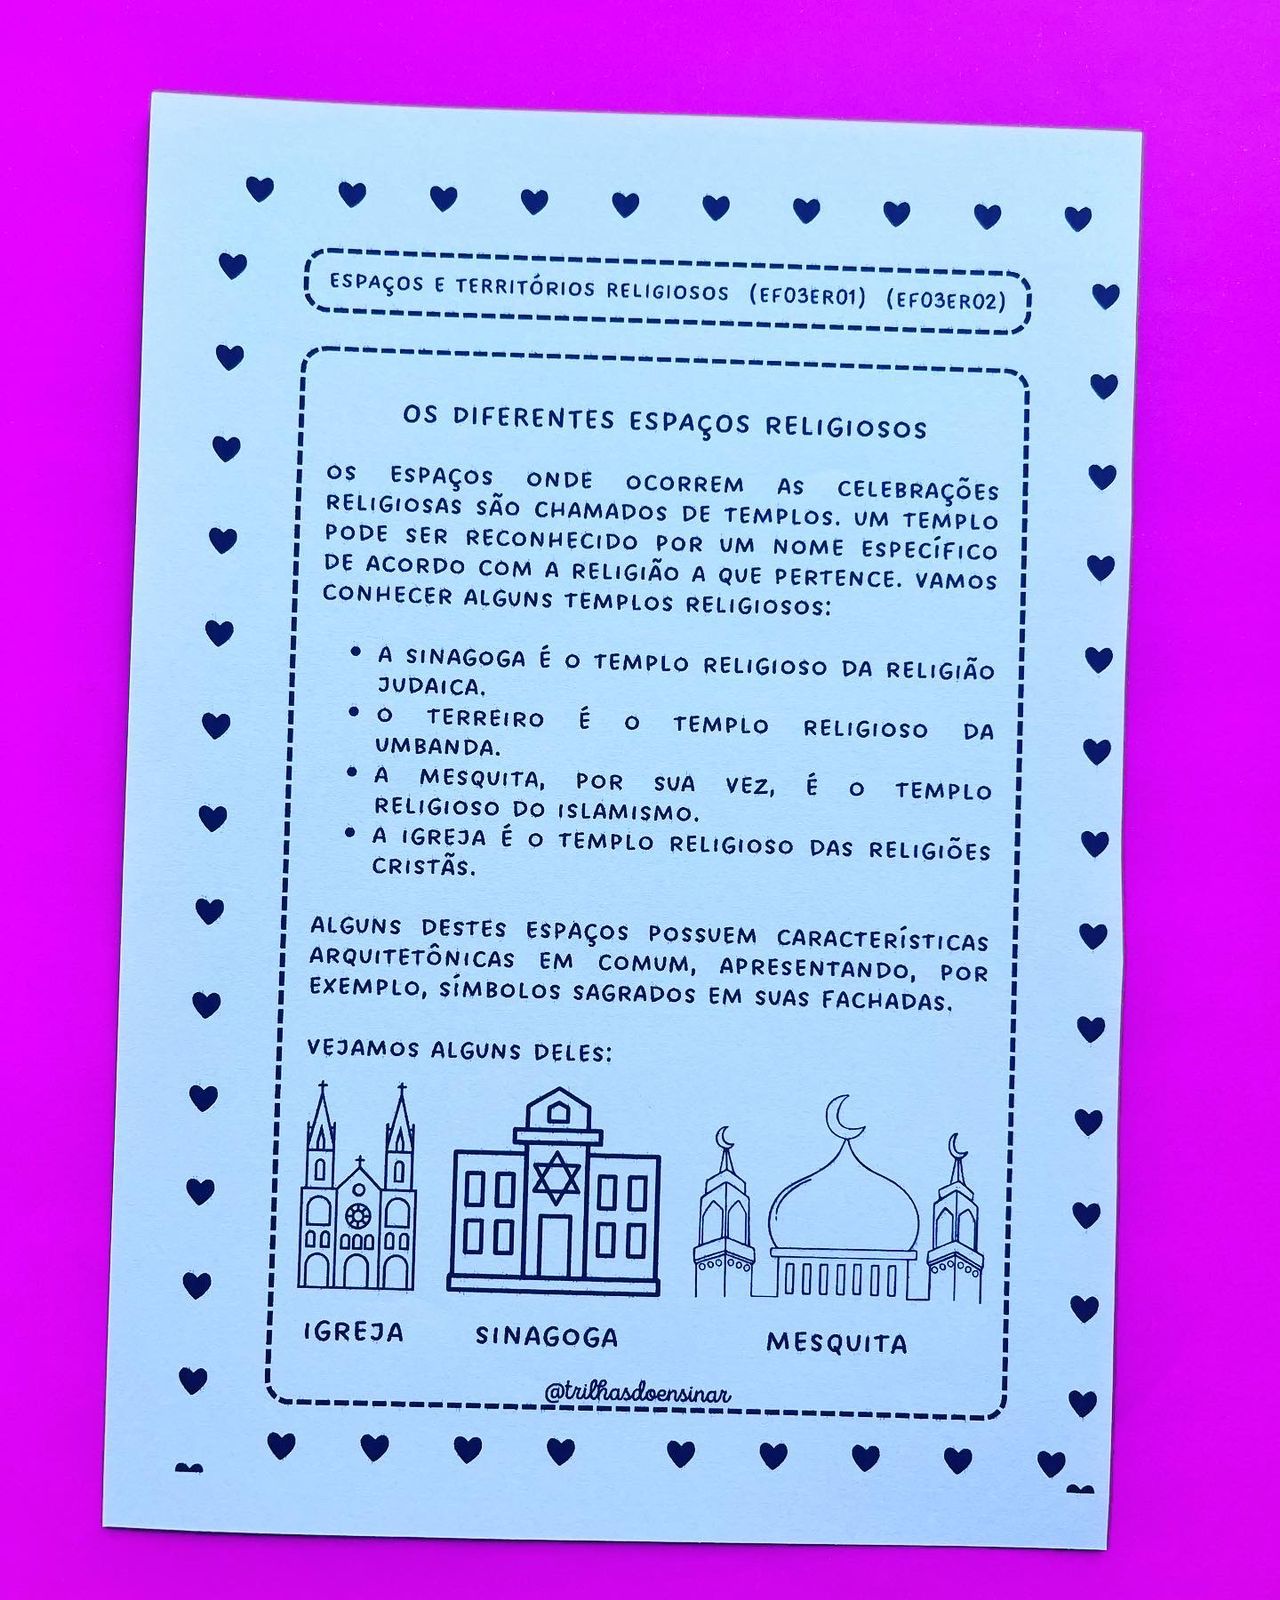 ESPAÇOS E TERRITÓRIOS RELIGIOSOS (EF03ER01) (EF03ER02)
OS DIFERENTES ESPAÇOS RELIGIOSOS
OS ESPAÇOS ONDE OCORREM AS CELEBRAÇÕES
RELIGIOSAS SÃO CHAMADOS DE TEMPLOS. UM TEMPLO
PODE SER RECONHECIDO POR UM NOME ESPECÍFICO
DE ACORDO COM A RELIGIÃO A QUE PERTENCE. VAMOS
CONHECER ALGUNS TEMPLOS RELIGIOSOS:
• A SINAGOGA É O TEMPLO RELIGIOSO DA RELIGIÃO
JUDAICA.
• O TERREIRO É O TEMPLO RELIGIOSO DA
UMBANDA.
• A MESQUITA, POR SUA VEZ, É O TEMPLO
RELIGIOSO DO ISLAMISMO.
• A IGREJA É O TEMPLO RELIGIOSO DAS RELIGIÕES
CRISTÃS.
ALGUNS DESTES ESPAÇOS POSSUEM CARACTERÍSTICAS
ARQUITETÔNICAS EM COMUM, APRESENTANDO, POR
EXEMPLO, SÍMBOLOS SAGRADOS EM SUAS FACHADAS.
VEJAMOS ALGUNS DELES:
IGREJA
SINAGOGA
MESQUITA
@trilhasdoensinar